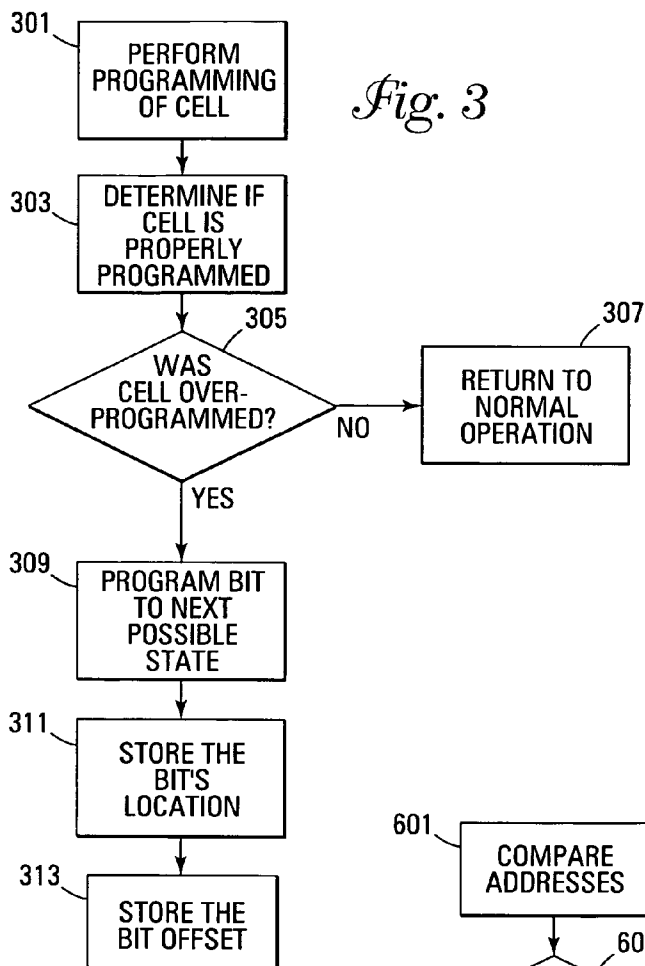 301
PERFORM
PROGRAMMING
OF CELL
Fig. 3
303
DETERMINE IF
CELL IS
PROPERLY
PROGRAMMED
305
WAS
CELL OVER-
PROGRAMMED?
NO
307
RETURN TO
NORMAL
OPERATION
YES
309
PROGRAM BIT
TO NEXT
POSSIBLE
STATE
311
STORE THE
BIT'S
LOCATION
313
STORE THE
BIT OFFSET
601
COMPARE
ADDRESSES